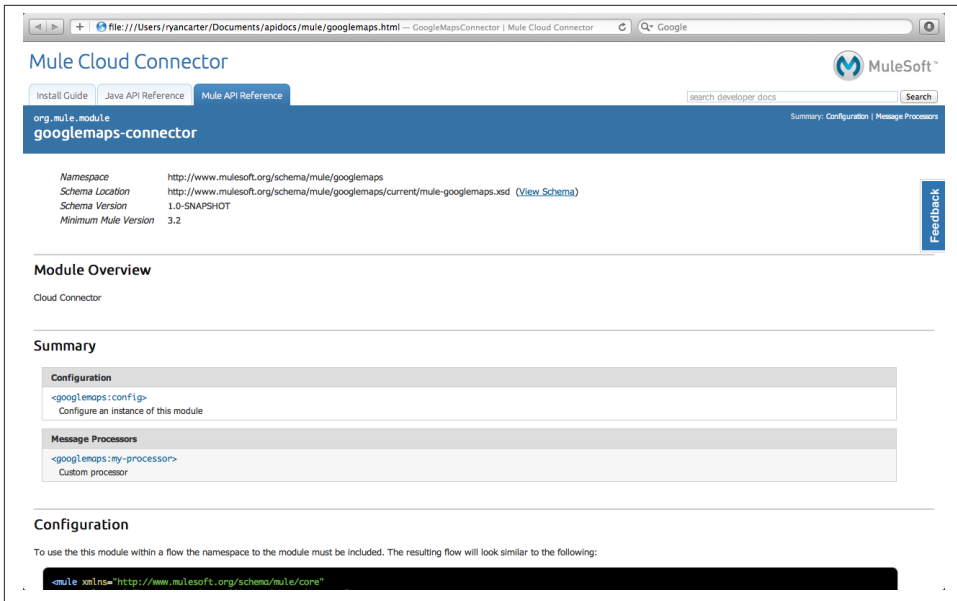 file:///Users/ryancarter/Documents/apidocs/mule/googlemaps.html — GoogleMapsConnector | Mule Cloud Connector
Google
Mule Cloud Connector
MuleSoft™
Install Guide
Java API Reference
Mule API Reference
search developer docs
Search
org.mule.module
Summary: Configuration | Message Processors
googlemaps-connector
Namespace http://www.mulesoft.org/schema/mule/googlemaps
Schema Location http://www.mulesoft.org/schema/mule/googlemaps/current/mule-googlemaps.xsd (View Schema)
Schema Version 1.0-SNAPSHOT
Minimum Mule Version 3.2
Feedback
Module Overview
Cloud Connector
Summary
Configuration
<googlemaps:config>
Configure an instance of this module
Message Processors
<googlemaps:my-processor>
Custom processor
Configuration
To use the this module within a flow the namespace to the module must be included. The resulting flow will look similar to the following:
<mule xmlns="http://www.mulesoft.org/schema/mule/core"